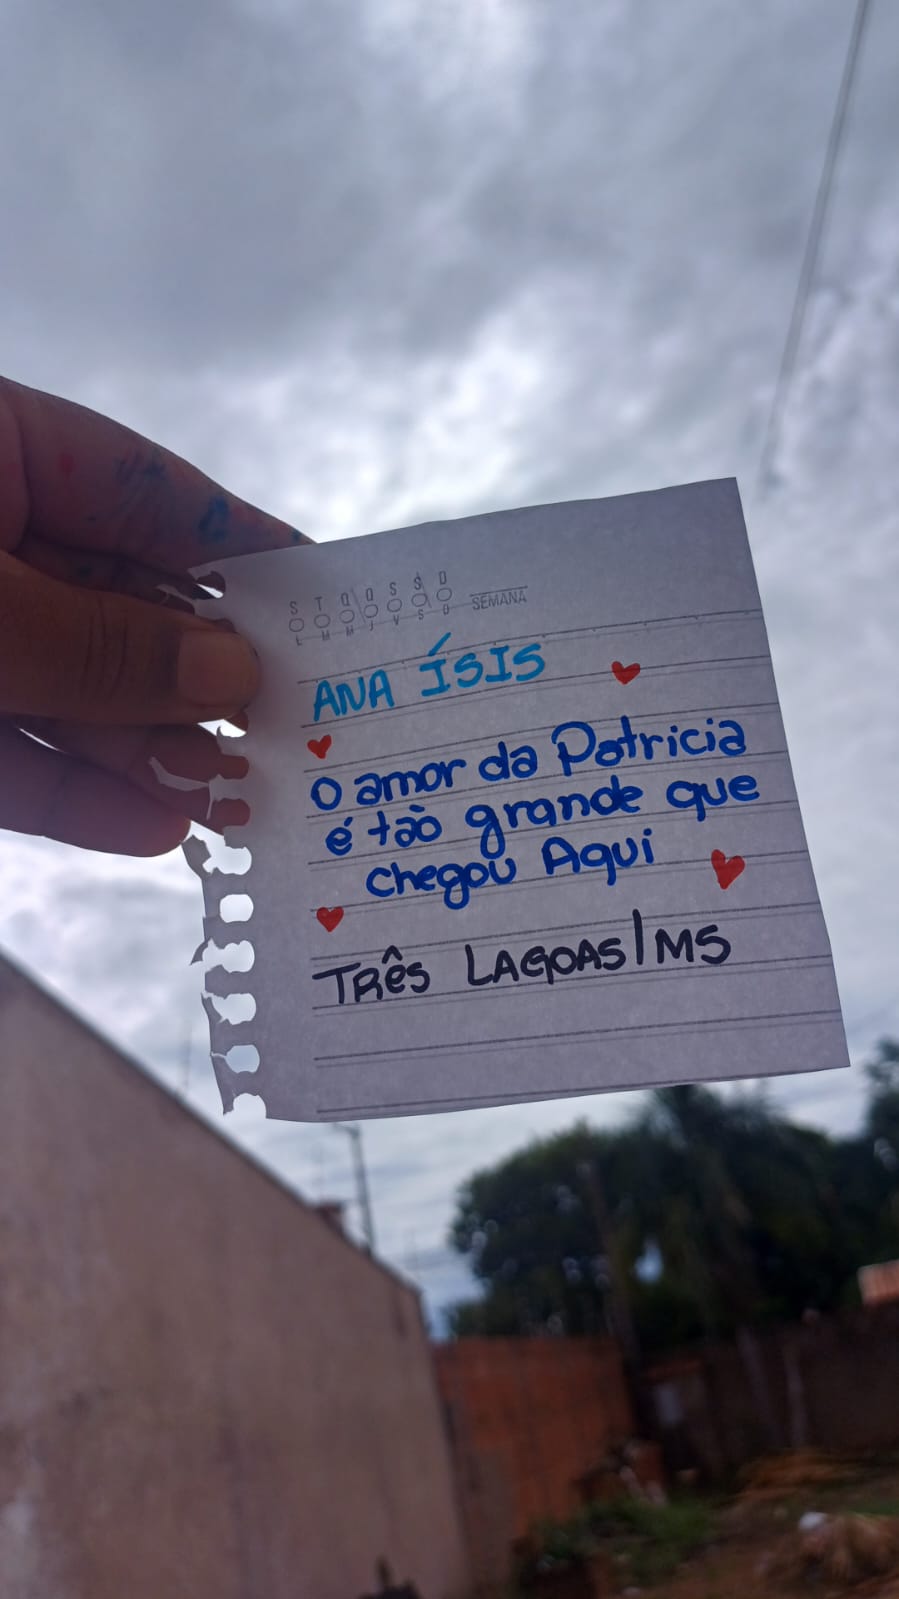 S T Q Q S S D
L M M J V S D
SEMANA
ANA ÍSIS
O amor da Patricia
é tão grande que
chegou Aqui
TRÊS LAGOAS/MS